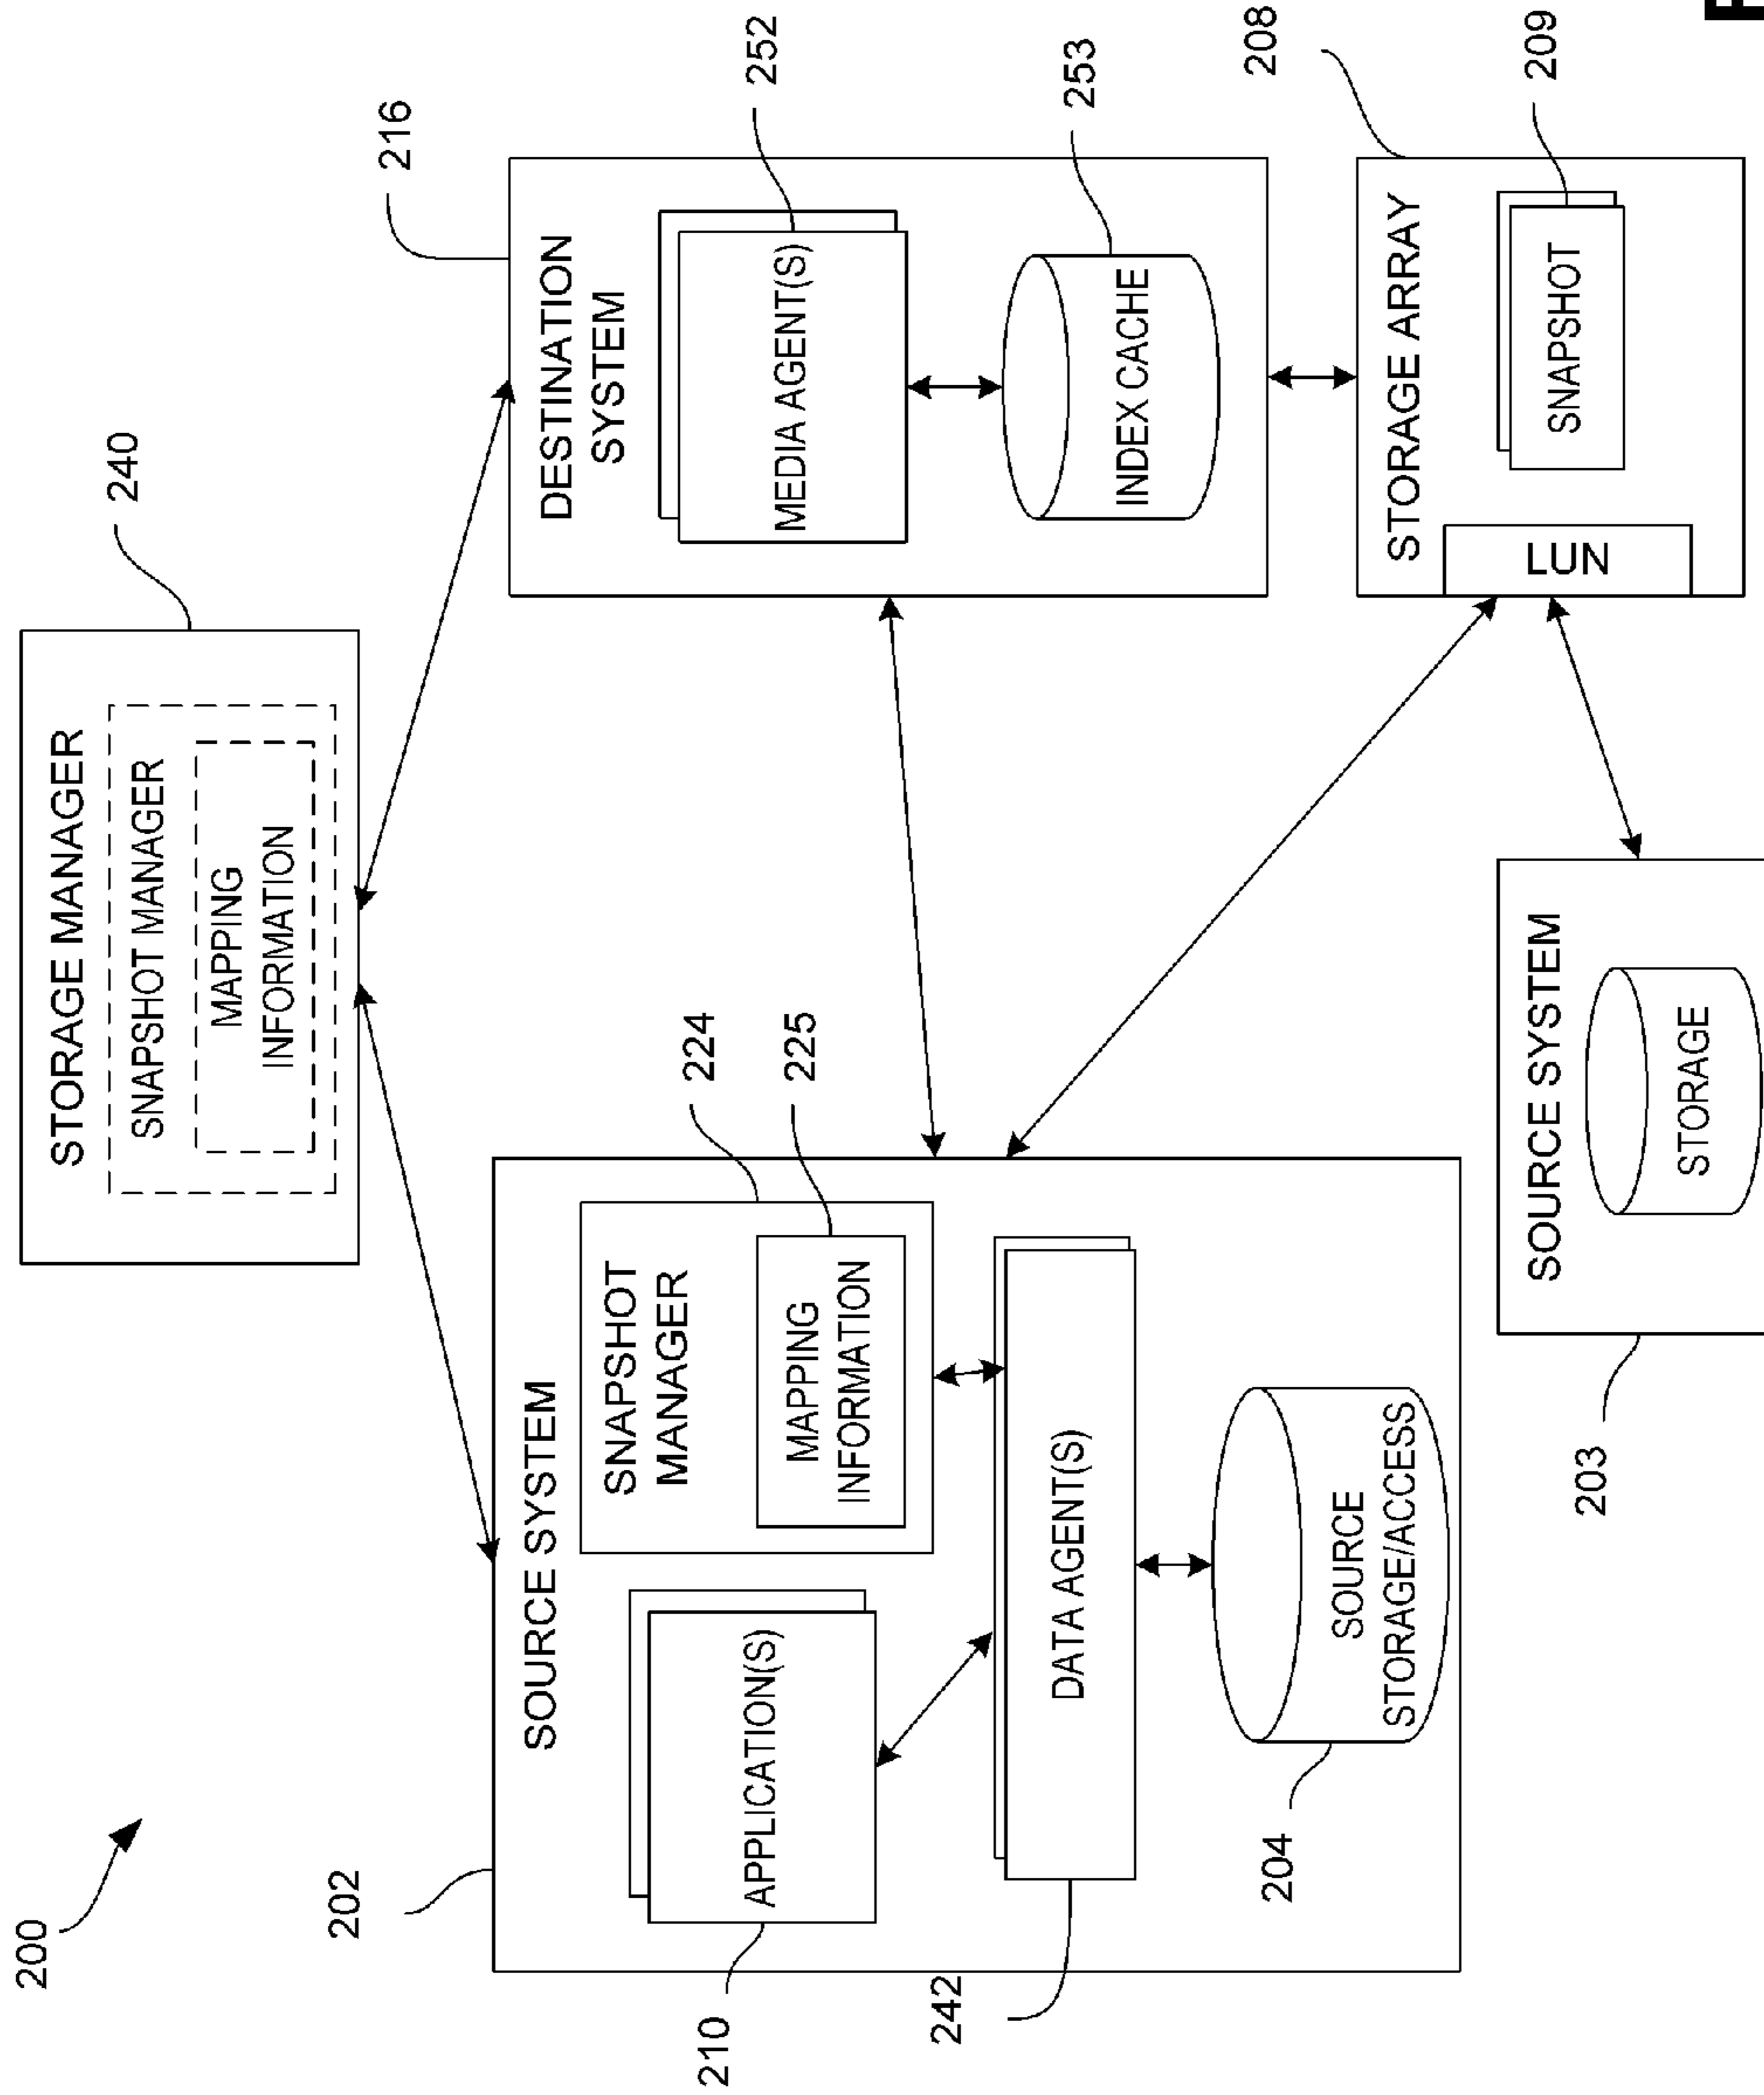 200
STORAGE MANAGER
SNAPSHOT MANAGER
MAPPING
INFORMATION
240
202
SOURCE SYSTEM
APPLICATION(S)
210
SNAPSHOT
MANAGER
MAPPING
INFORMATION
224
225
DATA AGENT(S)
242
SOURCE
STORAGE/ACCESS
204
216
DESTINATION
SYSTEM
MEDIA AGENT(S)
252
INDEX CACHE
253
STORAGE ARRAY
208
LUN
SNAPSHOT
209
SOURCE SYSTEM
STORAGE
203